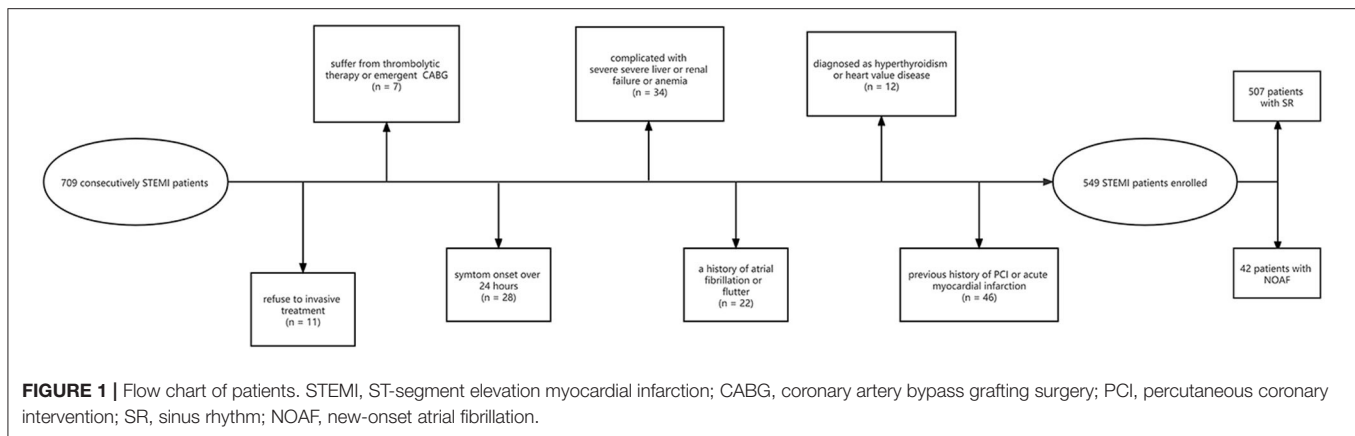 suffer from thrombolytic
therapy or emergent CABG
(n = 7)
complicated with
severe severe liver or renal
failure or anemia
(n = 34)
diagnosed as hyperthyroidism
or heart value disease
(n = 12)
507 patients
with SR
709 consecutively STEMI patients
549 STEMI patients enrolled
refuse to invasive
treatment
(n = 11)
symtom onset over
24 hours
(n = 28)
a history of atrial
fibrillation or
flutter
(n = 22)
previous history of PCI or acute
myocardial infarction
(n = 46)
42 patients with
NOAF
FIGURE 1 | Flow chart of patients. STEMI, ST-segment elevation myocardial infarction; CABG, coronary artery bypass grafting surgery; PCI, percutaneous coronary
intervention; SR, sinus rhythm; NOAF, new-onset atrial fibrillation.